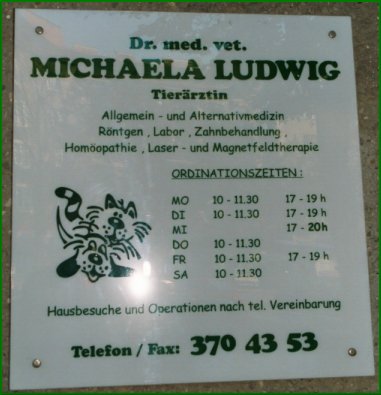 Dr. med. vet.
MICHAELA LUDWIG
Tierärztin
Allgemein - und Alternativmedizin
Röntgen , Labor , Zahnbehandlung ,
Homöopathie , Laser - und Magnetfeldtherapie
ORDINATIONSZEITEN :
MO 10 - 11.30 17 - 19 h
DI 10 - 11.30 17 - 19 h
MI 17 - 20h
DO 10 - 11.30
FR 10 - 11.30 17 - 19 h
SA 10 - 11.30
Hausbesuche und Operationen nach tel. Vereinbarung
Telefon / Fax: 370 43 53